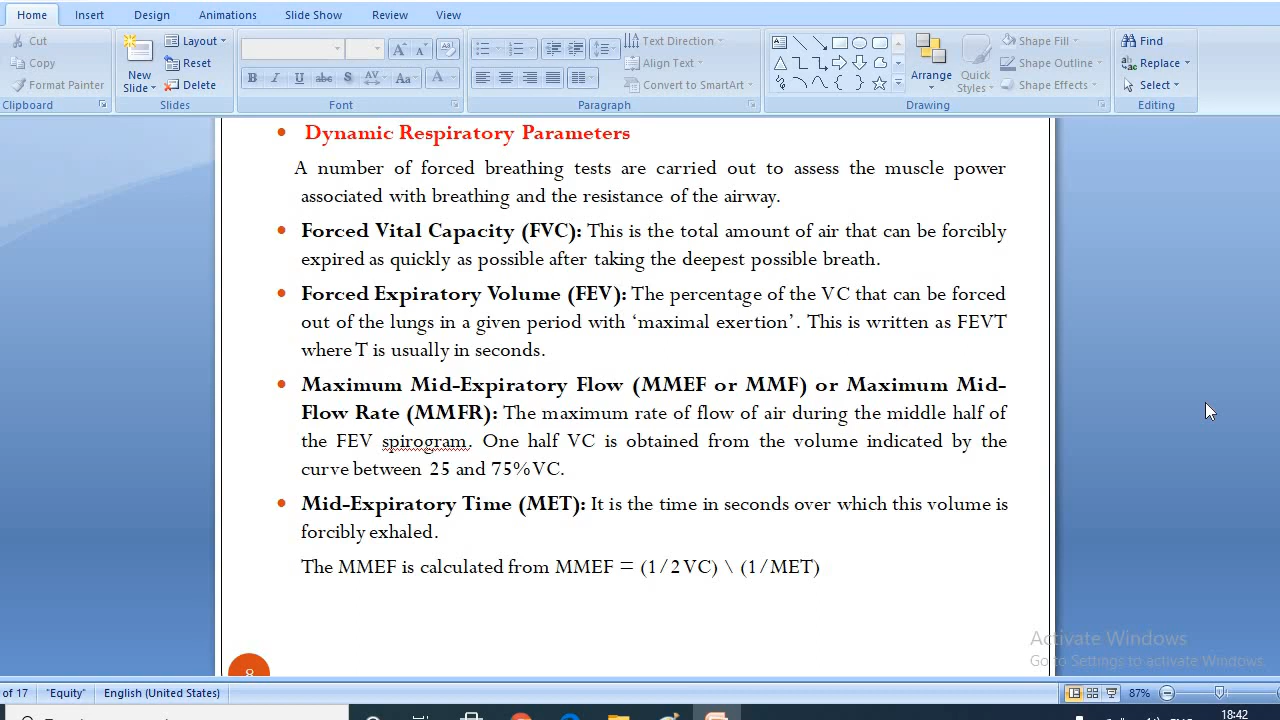 Home Insert Design Animations Slide Show Review View
Cut
Copy
Format Painter
Clipboard
New Slide
Layout
Reset
Delete
Slides
B I U abc S AV Aa A
Font
Text Direction
Align Text
Convert to SmartArt
Paragraph
Arrange
Quick Styles
Shape Fill
Shape Outline
Shape Effects
Drawing
Find
Replace
Select
Editing
• Dynamic Respiratory Parameters
A number of forced breathing tests are carried out to assess the muscle power
associated with breathing and the resistance of the airway.
• Forced Vital Capacity (FVC): This is the total amount of air that can be forcibly
expired as quickly as possible after taking the deepest possible breath.
• Forced Expiratory Volume (FEV): The percentage of the VC that can be forced
out of the lungs in a given period with ‘maximal exertion’. This is written as FEVT
where T is usually in seconds.
• Maximum Mid-Expiratory Flow (MMEF or MMF) or Maximum Mid-
Flow Rate (MMFR): The maximum rate of flow of air during the middle half of
the FEV spirogram. One half VC is obtained from the volume indicated by the
curve between 25 and 75% VC.
• Mid-Expiratory Time (MET): It is the time in seconds over which this volume is
forcibly exhaled.
The MMEF is calculated from MMEF = (1/2 VC) \ (1/MET)
8
Activate Windows
Go to Settings to activate Windows.
of 17 "Equity" English (United States) 87%
18:42